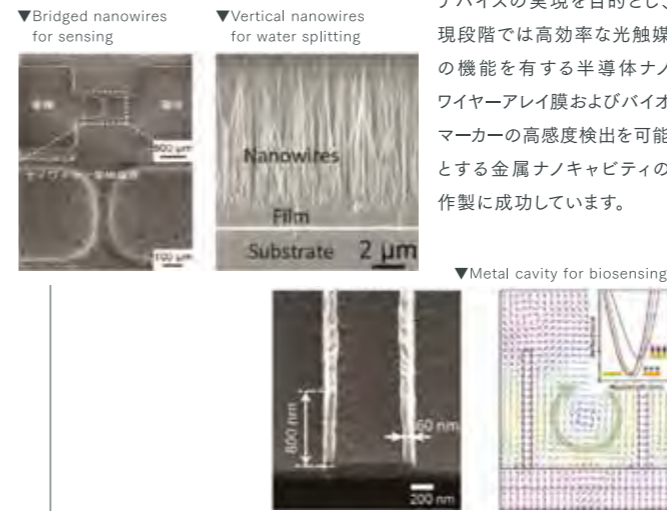 ▼Bridged nanowires
for sensing
▼Vertical nanowires
for water splitting
デバイスの実現を目的とし、
現段階では高効率な光触媒
の機能を有する半導体ナノ
ワイヤーアレイ膜およびバイオ
マーカーの高感度検出を可能
とする金属ナノキャビティの
作製に成功しています。
Nanowires
Film
Substrate 2 μm
▼Metal cavity for biosensing
800 nm
60 nm
200 nm